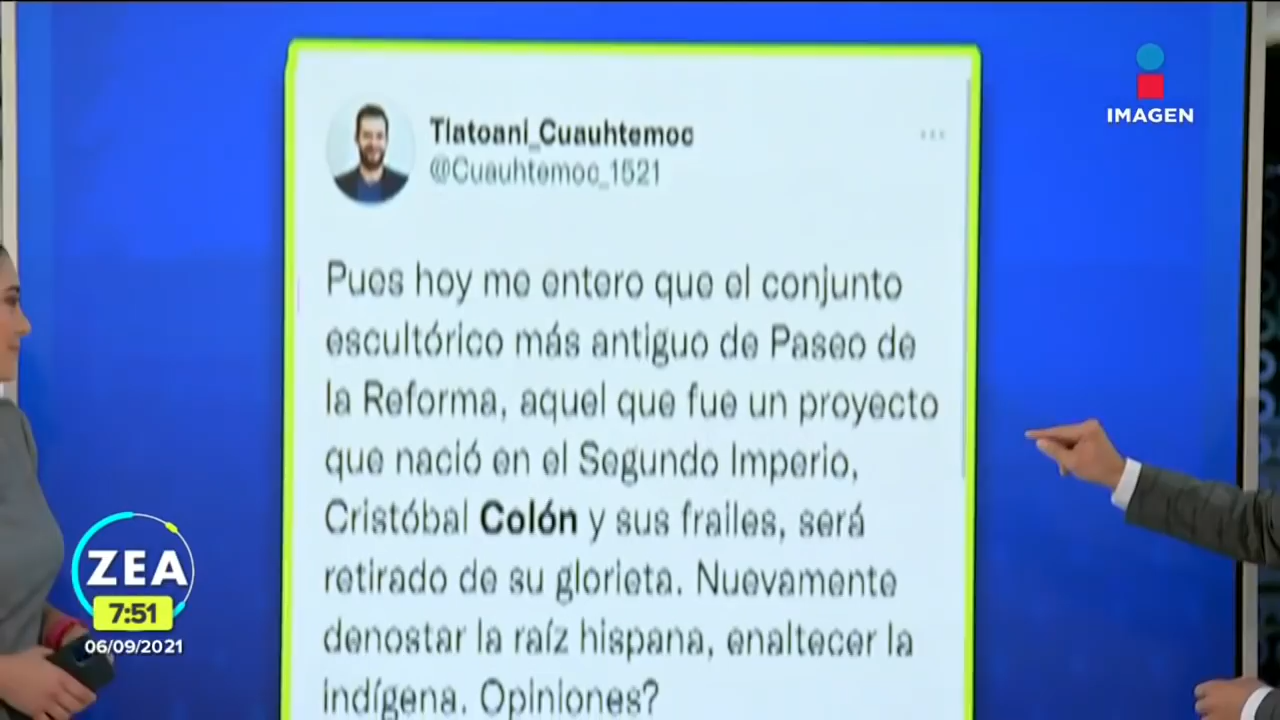 IMAGEN
Tlatoani_Cuauhtemoc
@Cuauhtemoc_1521
Pues hoy me entero que el conjunto
escultórico más antiguo de Paseo de
la Reforma, aquel que fue un proyecto
que nació en el Segundo Imperio,
Cristóbal Colón y sus frailes, será
retirado de su glorieta. Nuevamente
denostar la raíz hispana, enaltecer la
indígena. Opiniones?
ZEA
7:51
06/09/2021